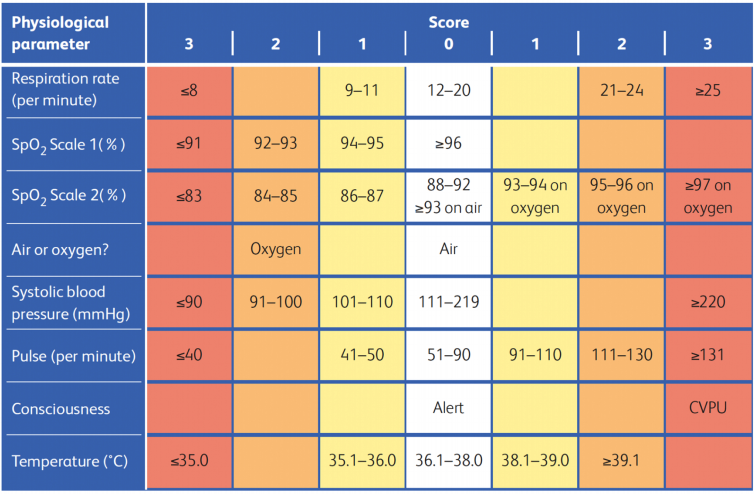 Physiological parameter Score
3 2 1 0 1 2 3
Respiration rate (per minute) ≤8 9–11 12–20 21–24 ≥25
SpO₂ Scale 1(%) ≤91 92–93 94–95 ≥96
SpO₂ Scale 2(%) ≤83 84–85 86–87 88–92 ≥93 on air 93–94 on oxygen 95–96 on oxygen ≥97 on oxygen
Air or oxygen? Oxygen Air
Systolic blood pressure (mmHg) ≤90 91–100 101–110 111–219 ≥220
Pulse (per minute) ≤40 41–50 51–90 91–110 111–130 ≥131
Consciousness Alert CVPU
Temperature (°C) ≤35.0 35.1–36.0 36.1–38.0 38.1–39.0 ≥39.1